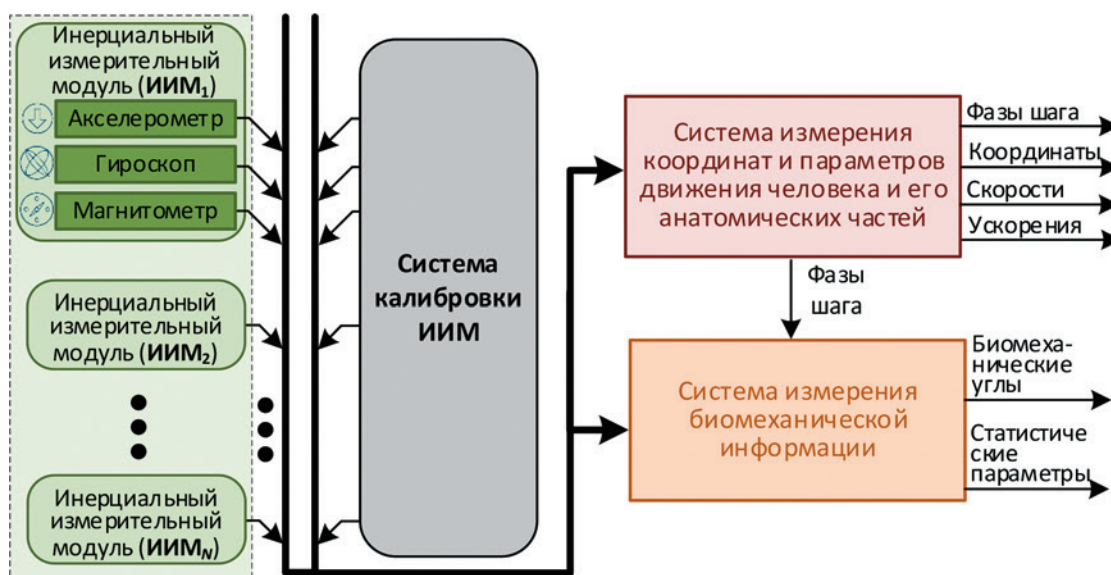 Инерциальный
измерительный
модуль (ИИМ1)
Акселерометр
Гироскоп
Магнитометр
Инерциальный
измерительный
модуль (ИИМ2)
Инерциальный
измерительный
модуль (ИИМN)
Система
калибровки
ИИМ
Система измерения
координат и параметров
движения человека и его
анатомических частей
Фазы шага
Координаты
Скорости
Ускорения
Фазы
шага
Система измерения
биомеханической
информации
Биомеха-
нические
углы
Статистиче
ские
параметры